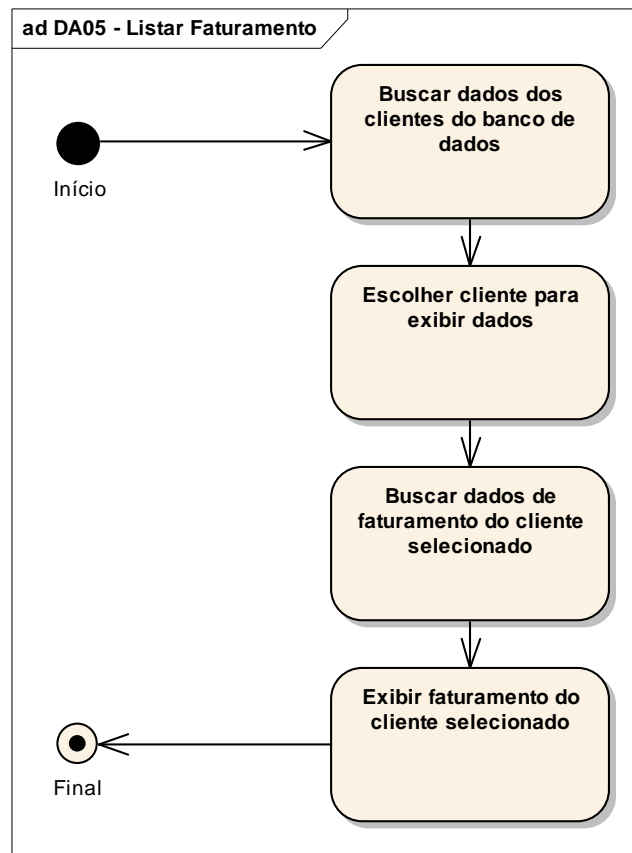 ad DA05 - Listar Faturamento
Buscar dados dos
clientes do banco de
dados
Início
Escolher cliente para
exibir dados
Buscar dados de
faturamento do cliente
selecionado
Exibir faturamento do
cliente selecionado
Final